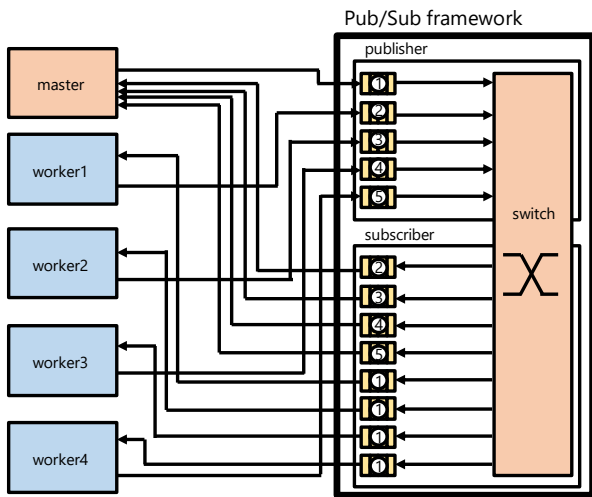 Pub/Sub framework
publisher
master
①
②
worker1
③
④
⑤
switch
subscriber
worker2
②
③
④
worker3
⑤
①
①
①
worker4
①